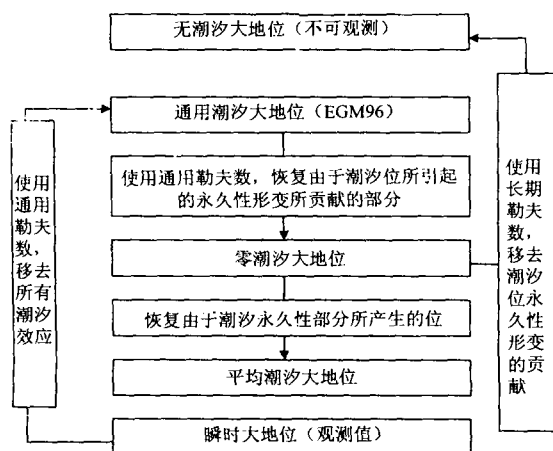 无潮汐大地位（不可观测）
通用潮汐大地位（EGM96）
使用通用勒夫数，恢复由于潮汐位所引起
的永久性形变所贡献的部分
零潮汐大地位
恢复由于潮汐永久性部分所产生的位
平均潮汐大地位
瞬时大地位（观测值）
使用
通用
勒夫
数，
移去
所有
潮汐
效应
使用
长期
勒夫
数，
移去
潮汐
位永
久性
形变
的贡
献